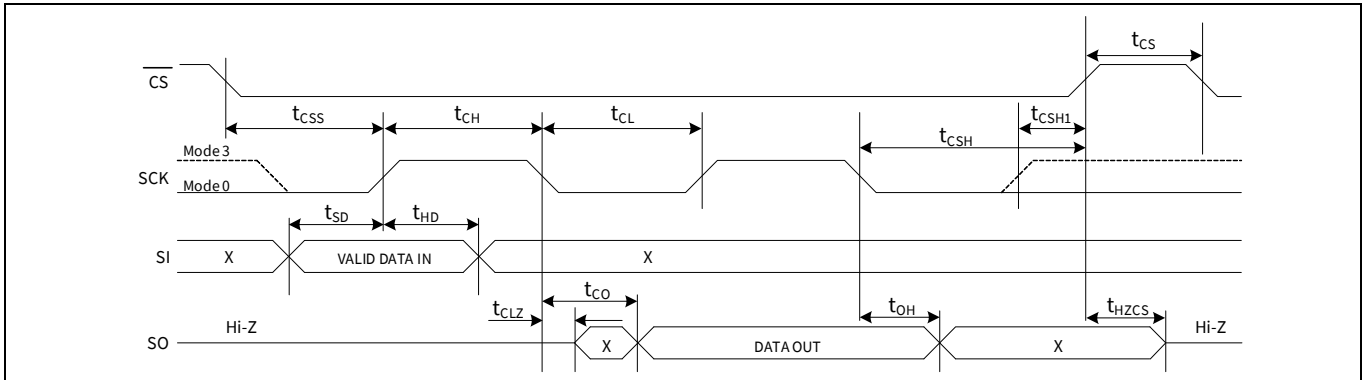 tCS
CS
tCSS
tCH
tCL
tCSH1
tCSH
Mode 3
SCK
Mode 0
tSD
tHD
SI
X
VALID DATA IN
X
tCO
tCLZ
tOH
tHZCS
Hi-Z
Hi-Z
SO
X
DATA OUT
X